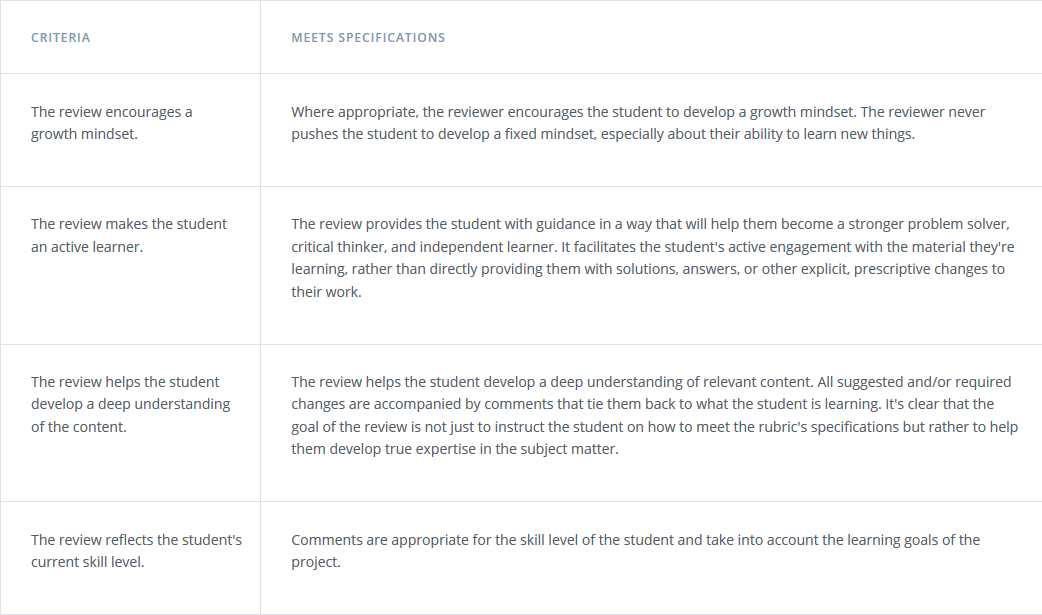 CRITERIA
MEETS SPECIFICATIONS
The review encourages a
growth mindset.
Where appropriate, the reviewer encourages the student to develop a growth mindset. The reviewer never
pushes the student to develop a fixed mindset, especially about their ability to learn new things.
The review makes the student
an active learner.
The review provides the student with guidance in a way that will help them become a stronger problem solver,
critical thinker, and independent learner. It facilitates the student's active engagement with the material they're
learning, rather than directly providing them with solutions, answers, or other explicit, prescriptive changes to
their work.
The review helps the student
develop a deep understanding
of the content.
The review helps the student develop a deep understanding of relevant content. All suggested and/or required
changes are accompanied by comments that tie them back to what the student is learning. It's clear that the
goal of the review is not just to instruct the student on how to meet the rubric's specifications but rather to help
them develop true expertise in the subject matter.
The review reflects the student's
current skill level.
Comments are appropriate for the skill level of the student and take into account the learning goals of the
project.